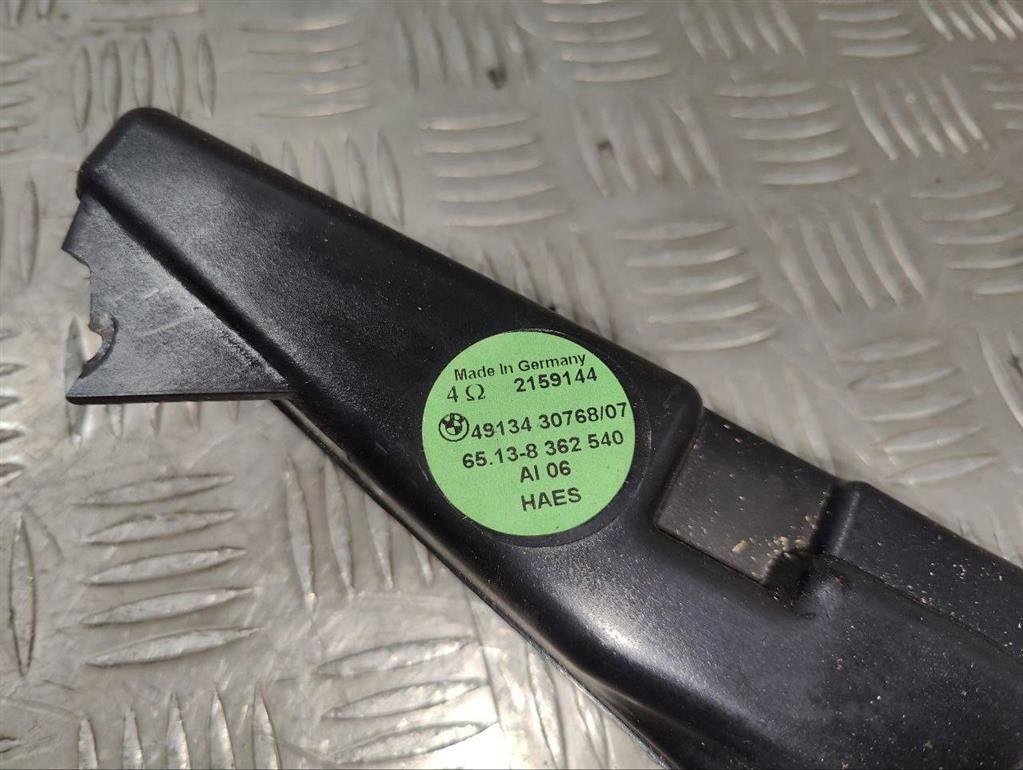 Made In Germany
4 Ω 2159144
49134 30768/07
65.13-8 362 540
AI 06
HAES